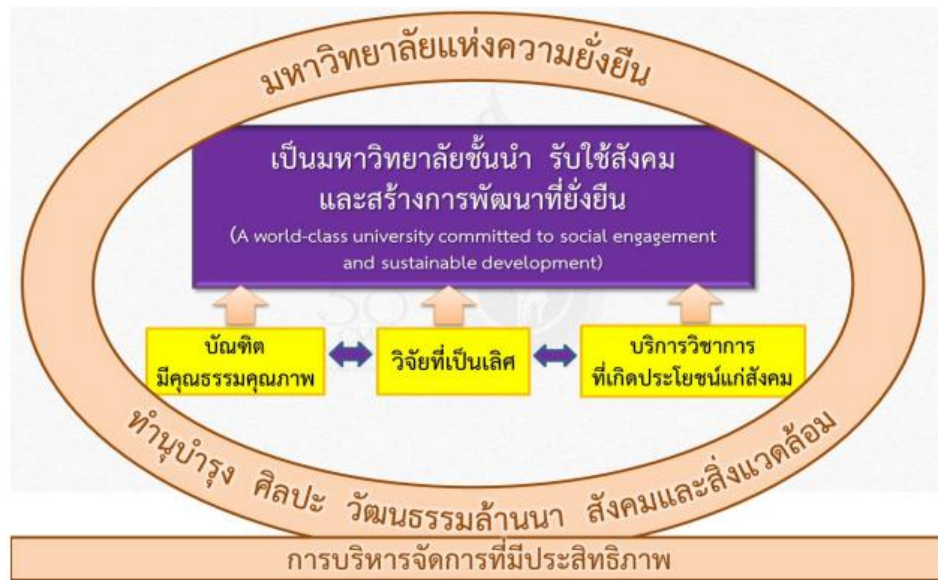 มหาวิทยาลัยแห่งความยั่งยืน
เป็นมหาวิทยาลัยชั้นนำ รับใช้สังคม
และสร้างการพัฒนาที่ยั่งยืน
(A world-class university committed to social engagement
and sustainable development)
บัณฑิต
มีคุณธรรมคุณภาพ
วิจัยที่เป็นเลิศ
บริการวิชาการ
ที่เกิดประโยชน์แก่สังคม
ทำนุบำรุง ศิลปะ วัฒนธรรมล้านนา สังคมและสิ่งแวดล้อม
การบริหารจัดการที่มีประสิทธิภาพ